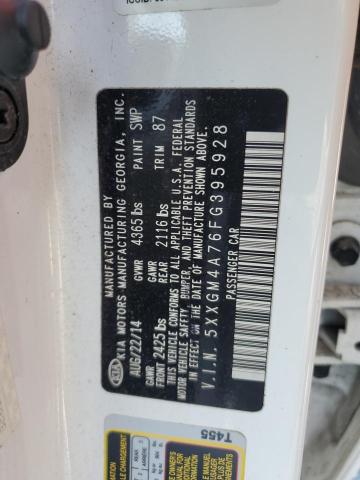 KIA
MANUFACTURED BY
KIA MOTORS MANUFACTURING GEORGIA, INC.
AUG/22/14 GVWR 4365 lbs PAINT SWP
GAWR FRONT 2425 lbs GAWR REAR 2116 lbs TRIM 87
THIS VEHICLE CONFORMS TO ALL APPLICABLE U.S.A. FEDERAL
MOTOR VEHICLE SAFETY, BUMPER, AND THEFT PREVENTION STANDARDS
IN EFFECT ON THE DATE OF MANUFACTURE SHOWN ABOVE.
V.I.N. 5XXGM4A76FG395928
PASSENGER CAR
T455